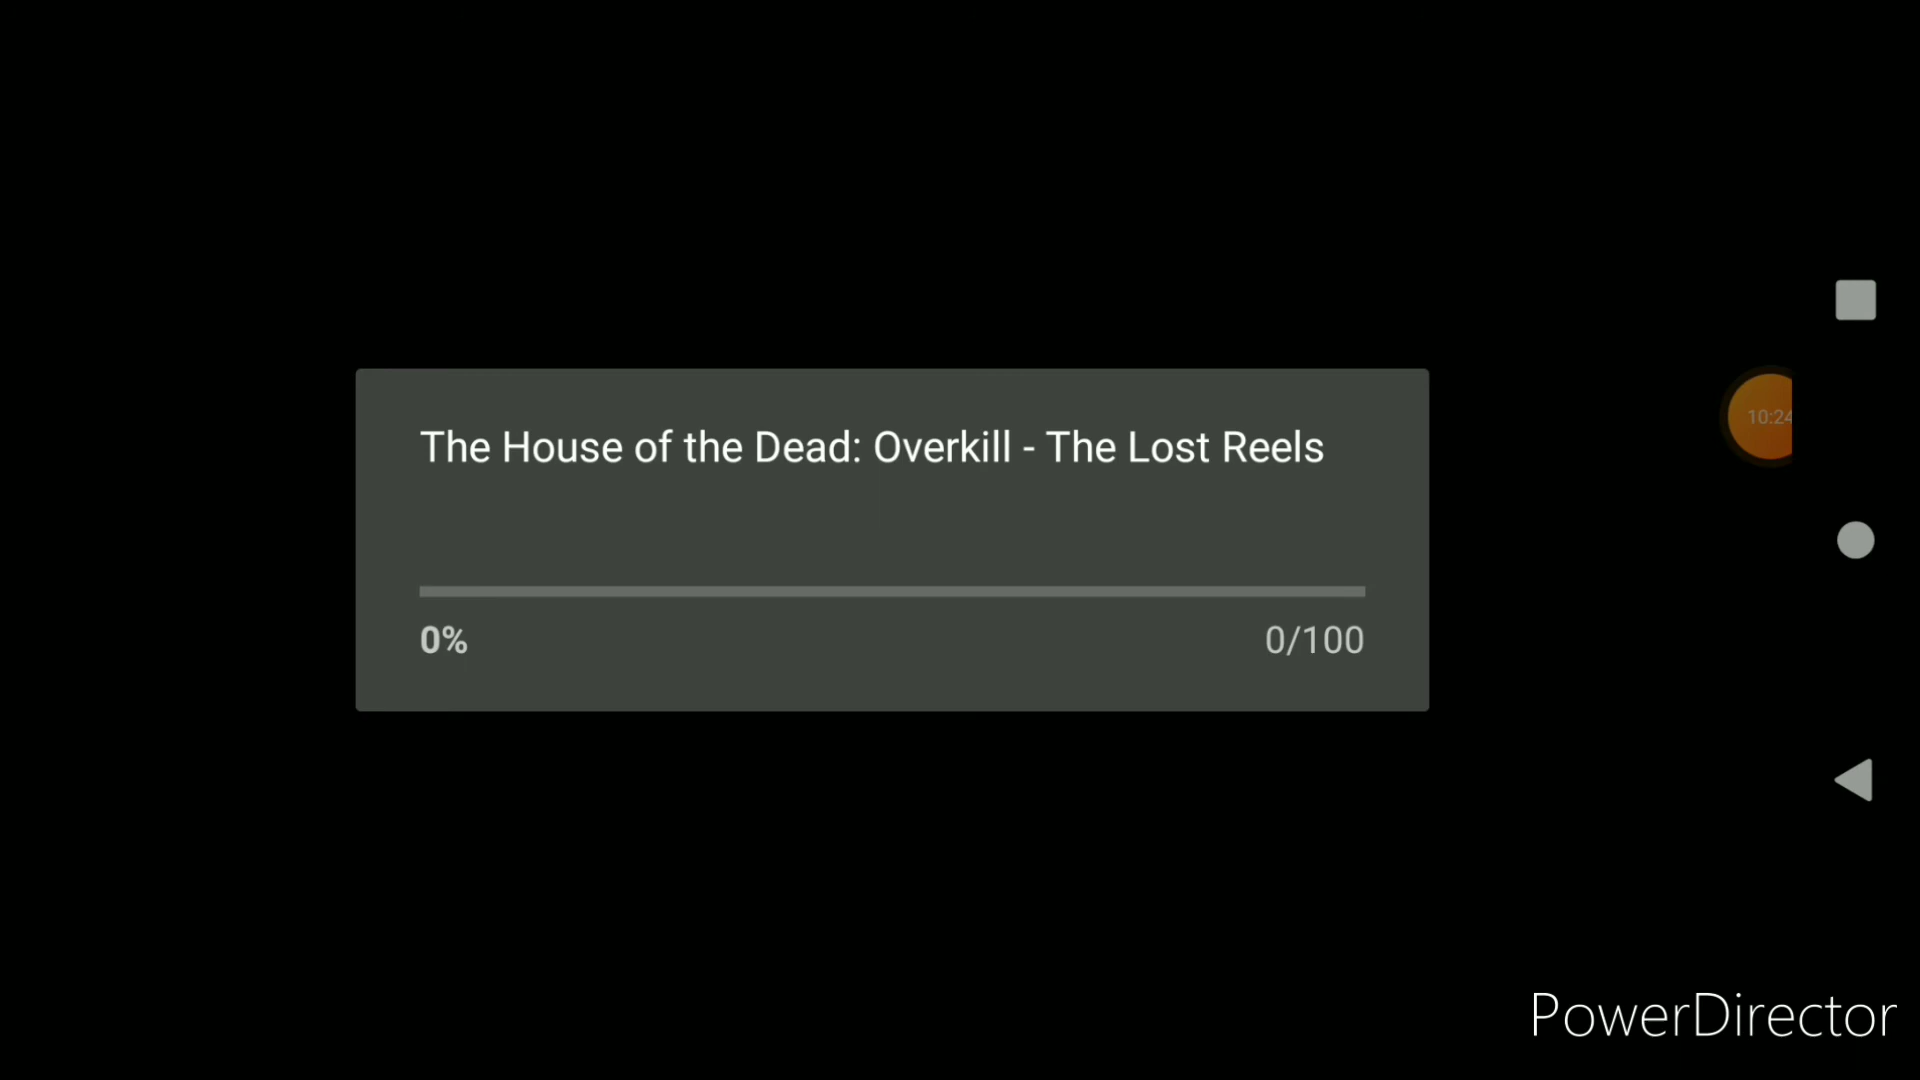 The House of the Dead: Overkill - The Lost Reels
10:24
0% 0/100
PowerDirector